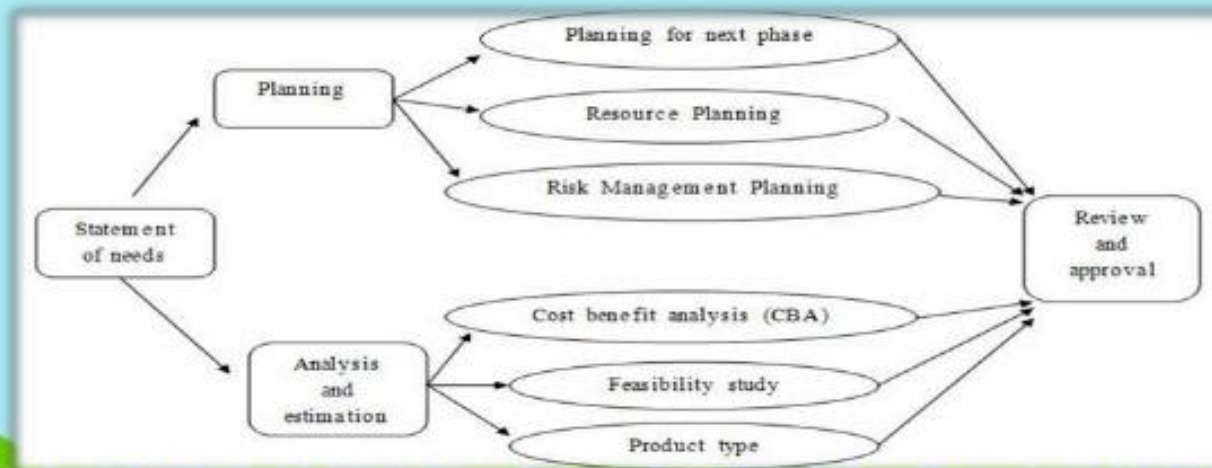 Planning for next phase
Planning
Resource Planning
Risk Management Planning
Statement
of needs
Review
and
approval
Cost benefit analysis (CBA)
Analysis
and
estimation
Feasibility study
Product type